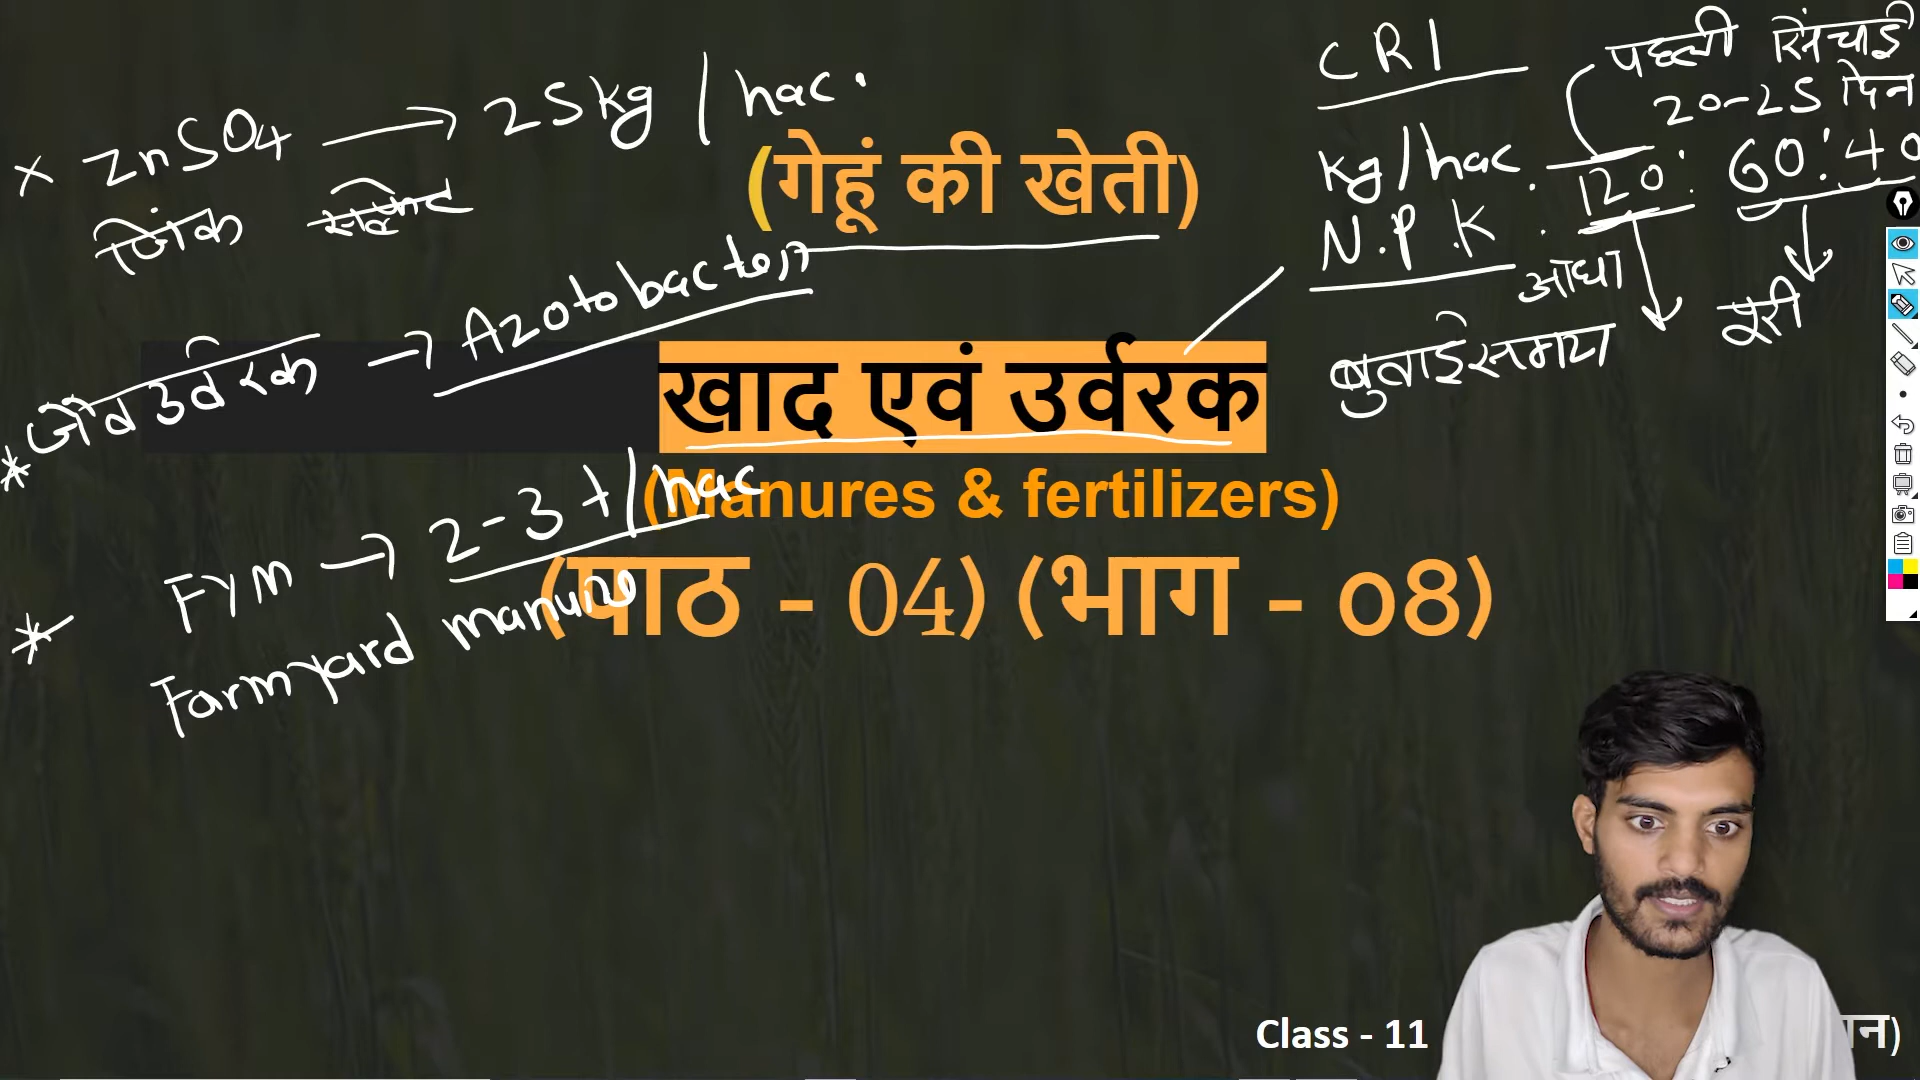 × ZnSO4 → 25kg / hac.
जिंक सल्फेट
(गेहूं की खेती)
CRI
पहली सिंचाई
20-25 दिन
kg/hac. 120: 60:40
N.P.K.
आधा
बुवाई समय
पूरी
* जैव उर्वरक → Azotobacter
खाद एवं उर्वरक
(Manures & fertilizers)
* FYM → 2-3 t/hac
Farmyard manure
(पाठ - 04) (भाग - 08)
Class - 11